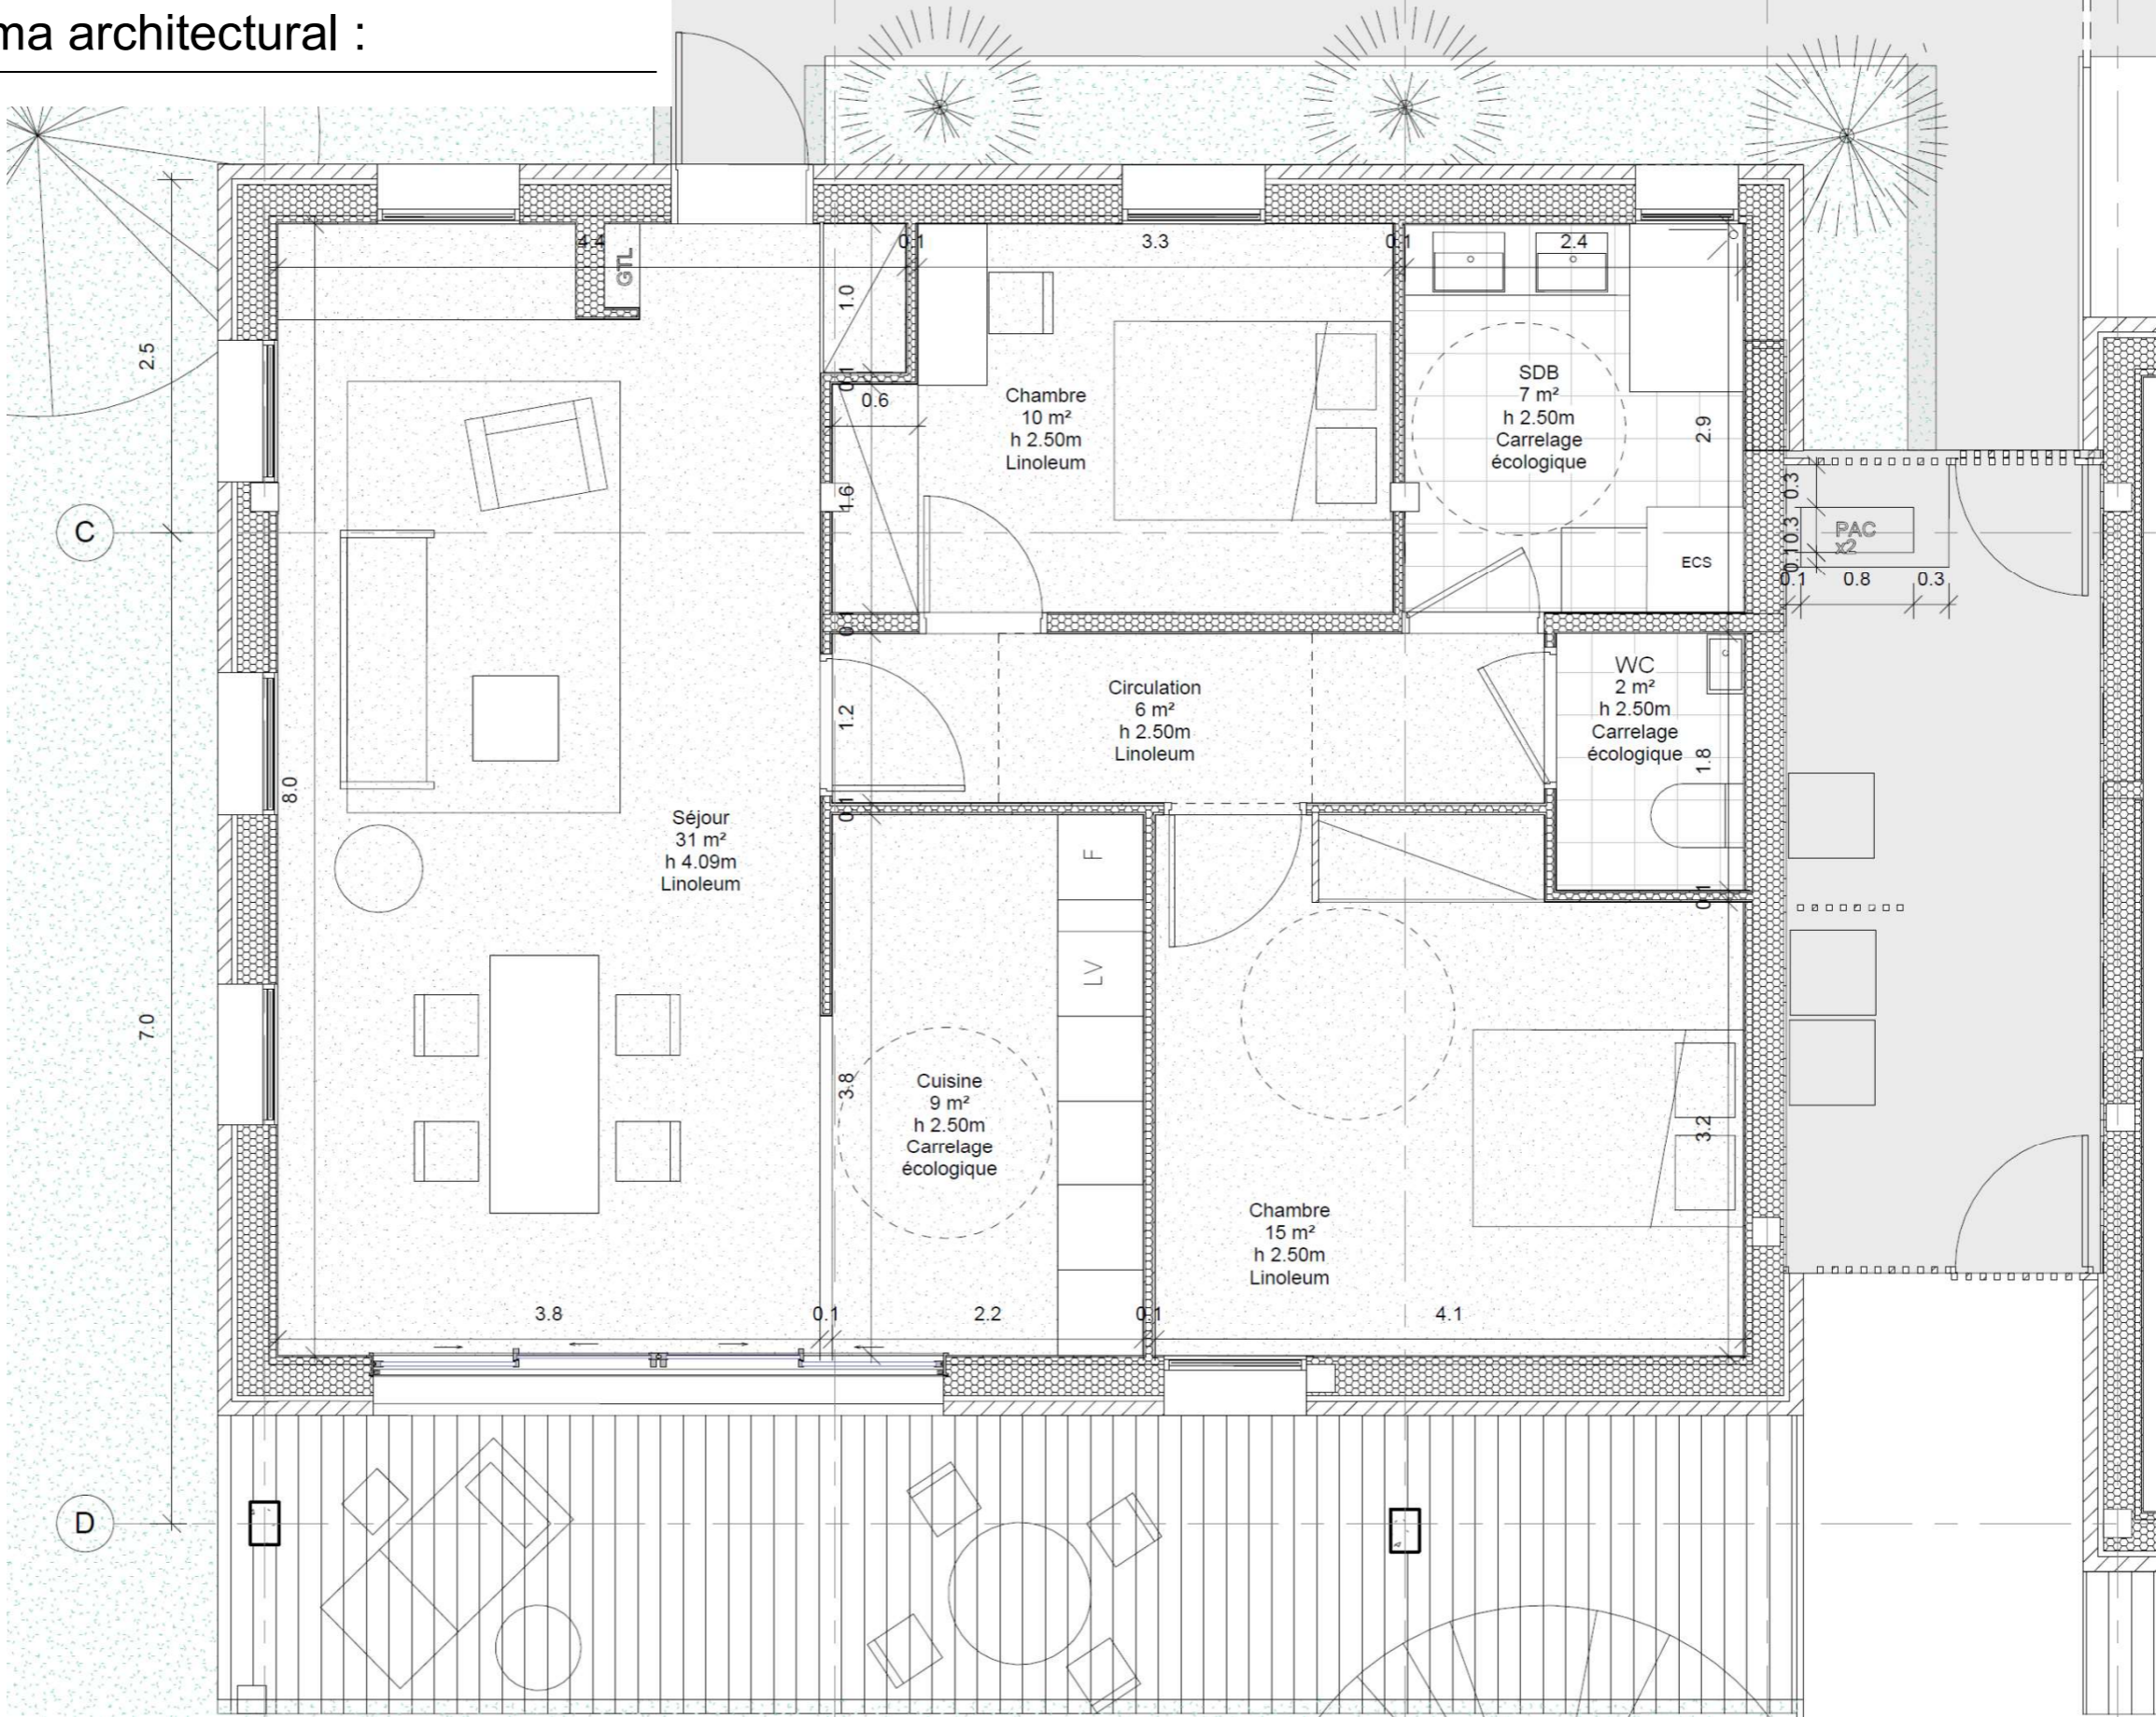 ma architectural :
4.4
0.1
3.3
0.1
2.4
GTL
1.0
2.5
0.1
0.6
Chambre
10 m²
h 2.50m
Linoleum
SDB
7 m²
h 2.50m
Carrelage
écologique
2.9
1.6
C
0.3
0.3
0.1
PAC
x2
ECS
0.1
0.8
0.3
0.1
Circulation
6 m²
h 2.50m
Linoleum
1.2
WC
2 m²
h 2.50m
Carrelage
écologique
1.8
8.0
0.1
Séjour
31 m²
h 4.09m
Linoleum
F
0.1
LV
7.0
3.8
Cuisine
9 m²
h 2.50m
Carrelage
écologique
3.2
Chambre
15 m²
h 2.50m
Linoleum
3.8
0.1
2.2
0.1
4.1
D